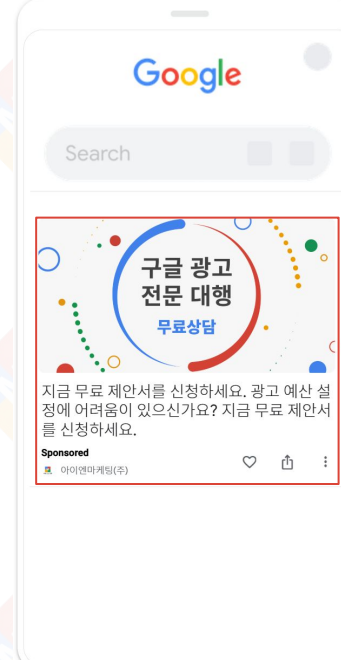 Google
Search
구글 광고
전문 대행
무료상담
지금 무료 제안서를 신청하세요. 광고 예산 설
정에 어려움이 있으신가요? 지금 무료 제안서
를 신청하세요.
Sponsored
아이엔마케팅(주)